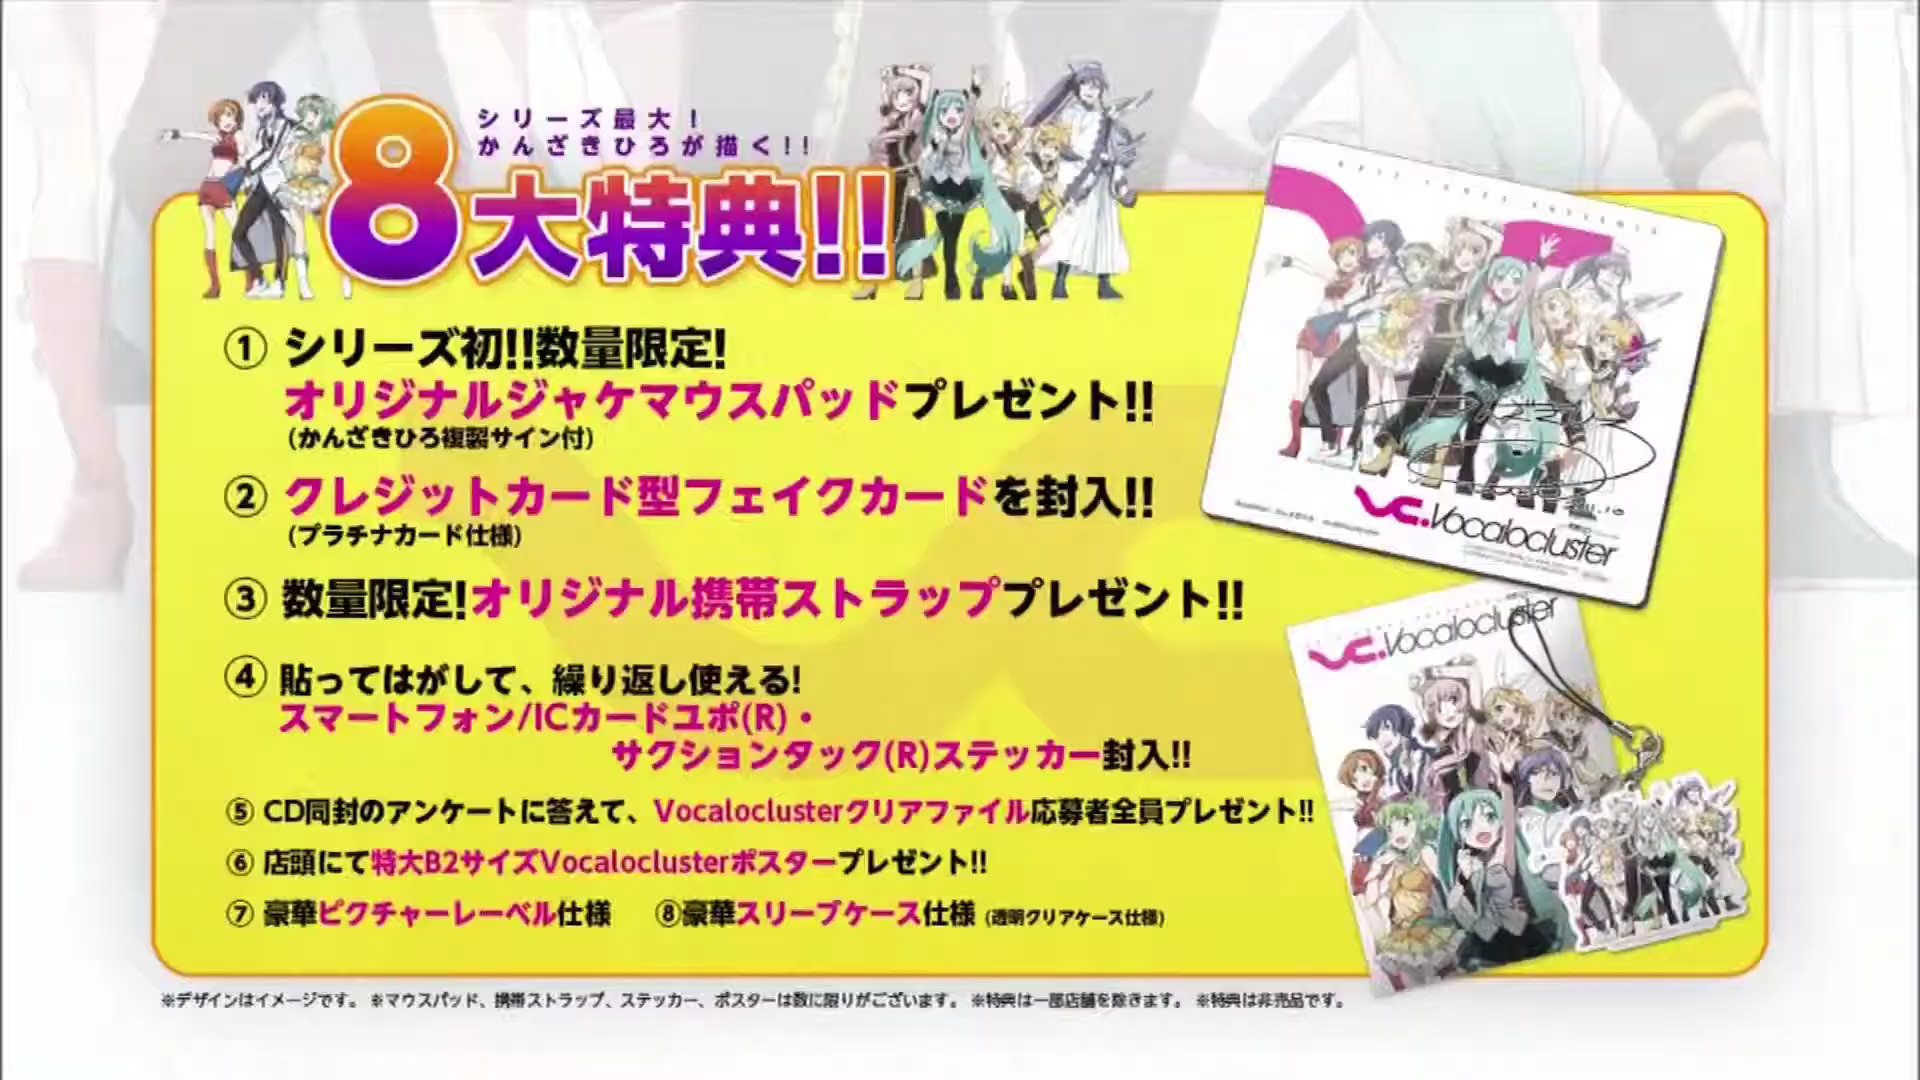 シリーズ最大！
かんざきひろが描く!!
8大特典!!
① シリーズ初!!数量限定!
オリジナルジャケマウスパッドプレゼント!!
(かんざきひろ複製サイン付)
② クレジットカード型フェイクカードを封入!!
(プラチナカード仕様)
③ 数量限定!オリジナル携帯ストラッププレゼント!!
④ 貼ってはがして、繰り返し使える!
スマートフォン/ICカードユポ(R)・
サクションタック(R)ステッカー封入!!
⑤ CD同封のアンケートに答えて、Vocaloclusterクリアファイル応募者全員プレゼント!!
⑥ 店頭にて特大B2サイズVocaloclusterポスタープレゼント!!
⑦ 豪華ピクチャーレーベル仕様 ⑧豪華スリーブケース仕様 (透明クリアケース仕様)
※デザインはイメージです。 ※マウスパッド、携帯ストラップ、ステッカー、ポスターは数に限りがございます。 ※特典は一部店舗を除きます。 ※特典は非売品です。
VC.Vocalocluster
VC.Vocalocluster